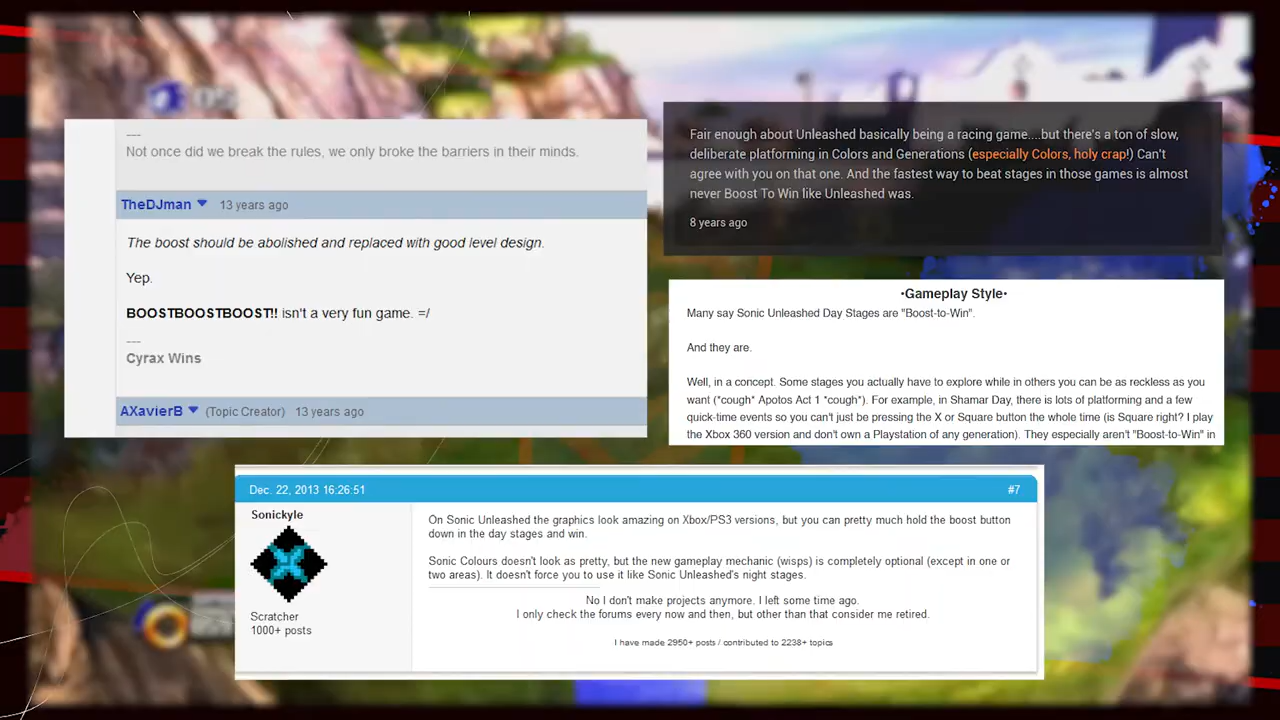 ---
Not once did we break the rules, we only broke the barriers in their minds.
TheDJman 13 years ago
The boost should be abolished and replaced with good level design.
Yep.
BOOSTBOOSTBOOST!! isn't a very fun game. =/
---
Cyrax Wins
AXavierB (Topic Creator) 13 years ago
Fair enough about Unleashed basically being a racing game....but there's a ton of slow,
deliberate platforming in Colors and Generations (especially Colors, holy crap!) Can't
agree with you on that one. And the fastest way to beat stages in those games is almost
never Boost To Win like Unleashed was.
8 years ago
•Gameplay Style•
Many say Sonic Unleashed Day Stages are "Boost-to-Win".
And they are.
Well, in a concept. Some stages you actually have to explore while in others you can be as reckless as you
want (*cough* Apotos Act 1 *cough*). For example, in Shamar Day, there is lots of platforming and a few
quick-time events so you can't just be pressing the X or Square button the whole time (is Square right? I play
the Xbox 360 version and don't own a Playstation of any generation). They especially aren't "Boost-to-Win" in
Dec. 22, 2013 16:26:51 #7
Sonickyle
Scratcher
1000+ posts
On Sonic Unleashed the graphics look amazing on Xbox/PS3 versions, but you can pretty much hold the boost button
down in the day stages and win.
Sonic Colours doesn't look as pretty, but the new gameplay mechanic (wisps) is completely optional (except in one or
two areas). It doesn't force you to use it like Sonic Unleashed's night stages.
No I don't make projects anymore. I left some time ago.
I only check the forums every now and then, but other than that consider me retired.
I have made 2950+ posts / contributed to 2238+ topics